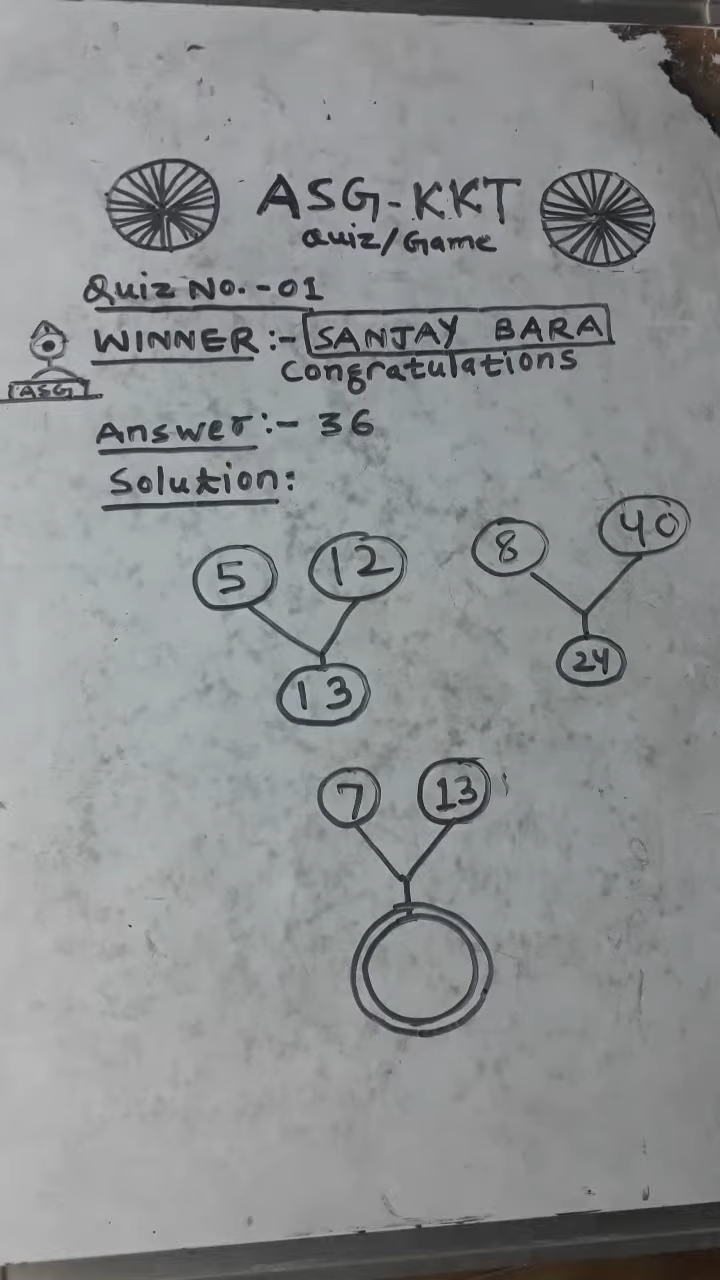 ASG-KKT
Quiz/Game
Quiz No.-01
WINNER:- SANJAY BARA
Congratulations
ASG
Answer:- 36
Solution:
5 12
13
8 40
24
7 13